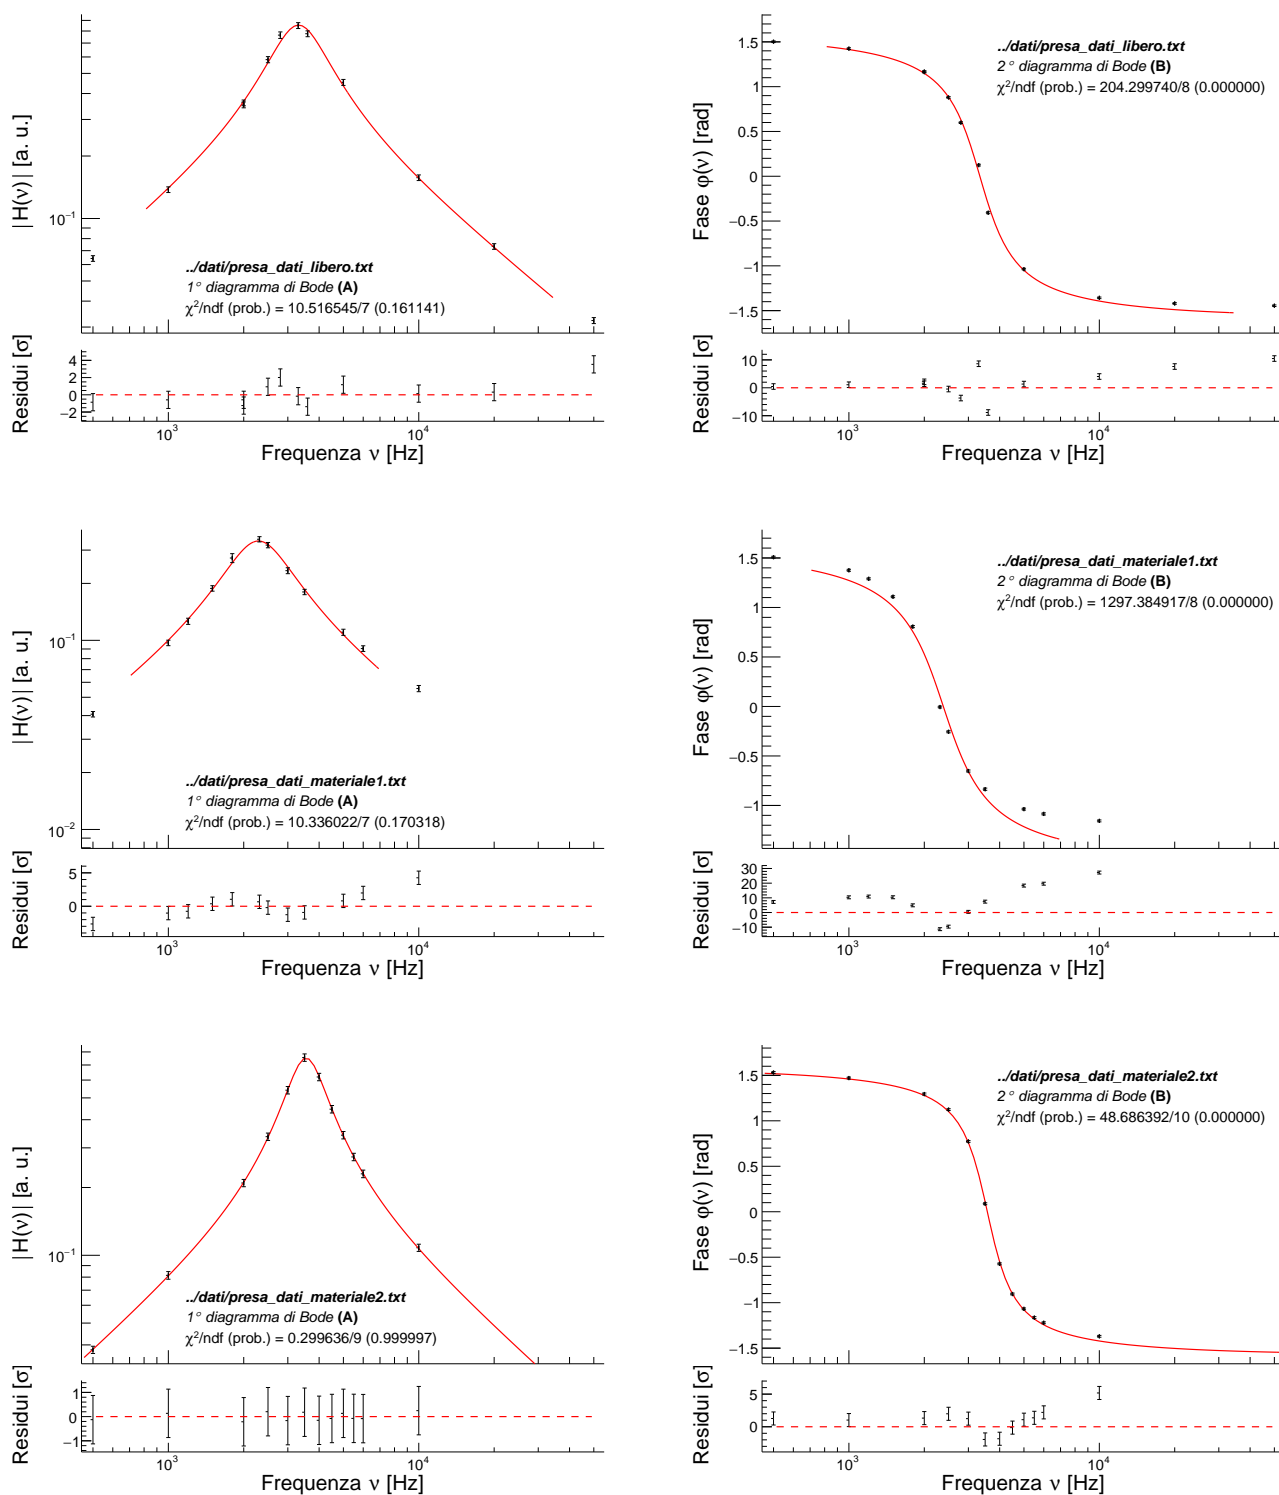 |H(ν)| [a. u.]
10⁻¹
../dati/presa_dati_libero.txt
1° diagramma di Bode (A)
χ²/ndf (prob.) = 10.516545/7 (0.161141)
Residui [σ]
4
2
0
−2
10³ 10⁴
Frequenza ν [Hz]
Fase φ(ν) [rad]
1.5
1
0.5
0
−0.5
−1
−1.5
../dati/presa_dati_libero.txt
2° diagramma di Bode (B)
χ²/ndf (prob.) = 204.299740/8 (0.000000)
Residui [σ]
10
0
−10
10³ 10⁴
Frequenza ν [Hz]
|H(ν)| [a. u.]
10⁻¹
10⁻²
../dati/presa_dati_materiale1.txt
1° diagramma di Bode (A)
χ²/ndf (prob.) = 10.336022/7 (0.170318)
Residui [σ]
5
0
10³ 10⁴
Frequenza ν [Hz]
Fase φ(ν) [rad]
1.5
1
0.5
0
−0.5
−1
../dati/presa_dati_materiale1.txt
2° diagramma di Bode (B)
χ²/ndf (prob.) = 1297.384917/8 (0.000000)
Residui [σ]
30
20
10
0
−10
10³ 10⁴
Frequenza ν [Hz]
|H(ν)| [a. u.]
10⁻¹
../dati/presa_dati_materiale2.txt
1° diagramma di Bode (A)
χ²/ndf (prob.) = 0.299636/9 (0.999997)
Residui [σ]
1
0
−1
10³ 10⁴
Frequenza ν [Hz]
Fase φ(ν) [rad]
1.5
1
0.5
0
−0.5
−1
−1.5
../dati/presa_dati_materiale2.txt
2° diagramma di Bode (B)
χ²/ndf (prob.) = 48.686392/10 (0.000000)
Residui [σ]
5
0
10³ 10⁴
Frequenza ν [Hz]